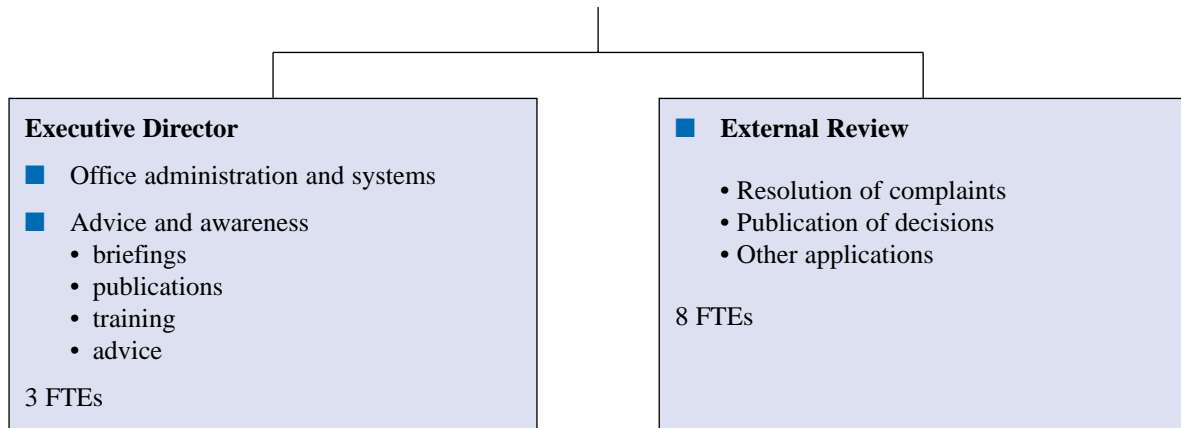 Executive Director
■ Office administration and systems
■ Advice and awareness
• briefings
• publications
• training
• advice
3 FTEs
■ External Review
• Resolution of complaints
• Publication of decisions
• Other applications
8 FTEs